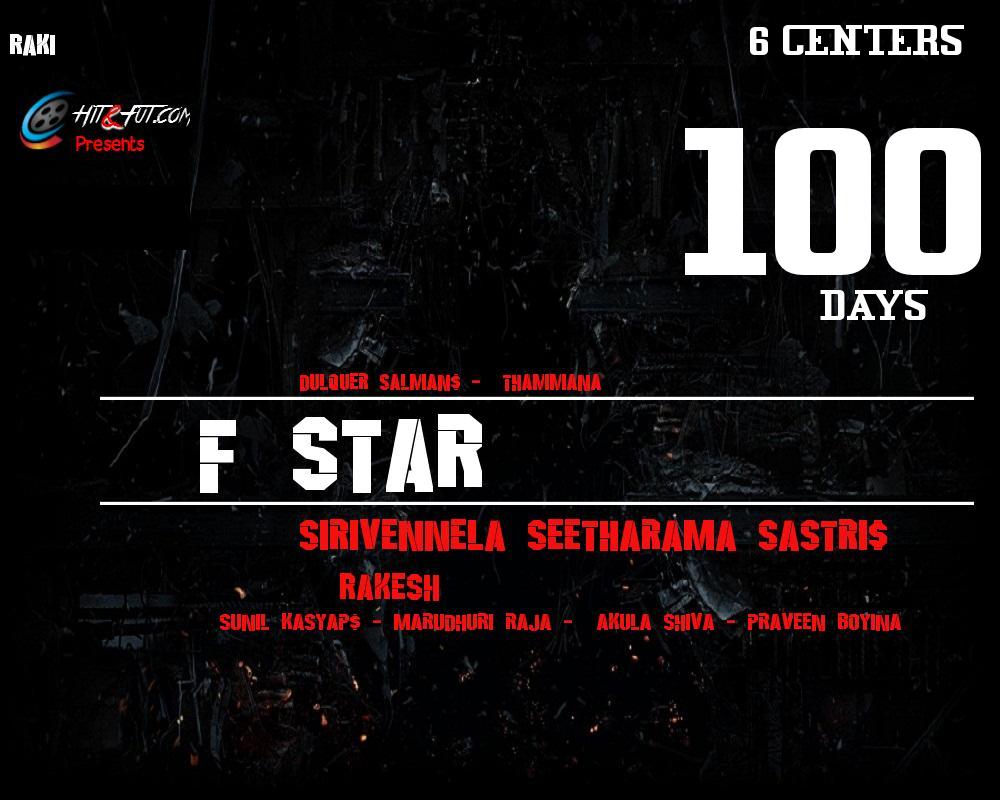 RAKI
6 CENTERS
HIT&FUT.COM
Presents
100
DAYS
DULQUER SALMAN$ - THAMMANA
F STAR
SIRIVENNELA SEETHARAMA SASTRI$
RAKESH
SUNIL KASYAP$ - MARUDHURI RAJA - AKULA SHIVA - PRAVEEN BOYINA